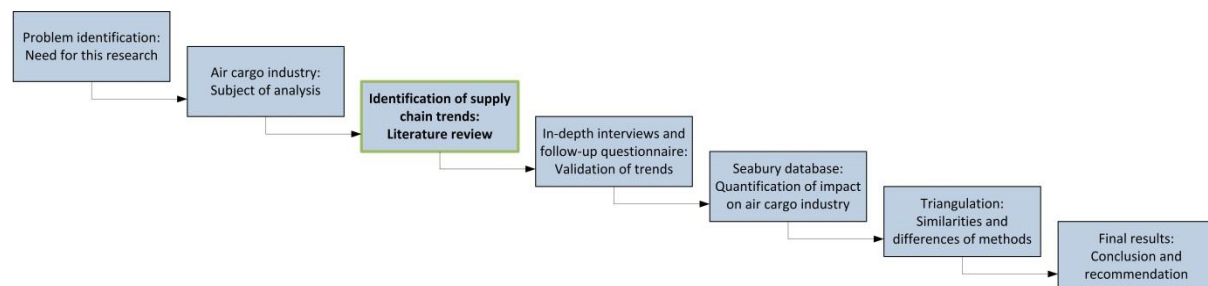 Problem identification:
Need for this research
Air cargo industry:
Subject of analysis
Identification of supply
chain trends:
Literature review
In-depth interviews and
follow-up questionnaire:
Validation of trends
Seabury database:
Quantification of impact
on air cargo industry
Triangulation:
Similarities and
differences of methods
Final results:
Conclusion and
recommendation